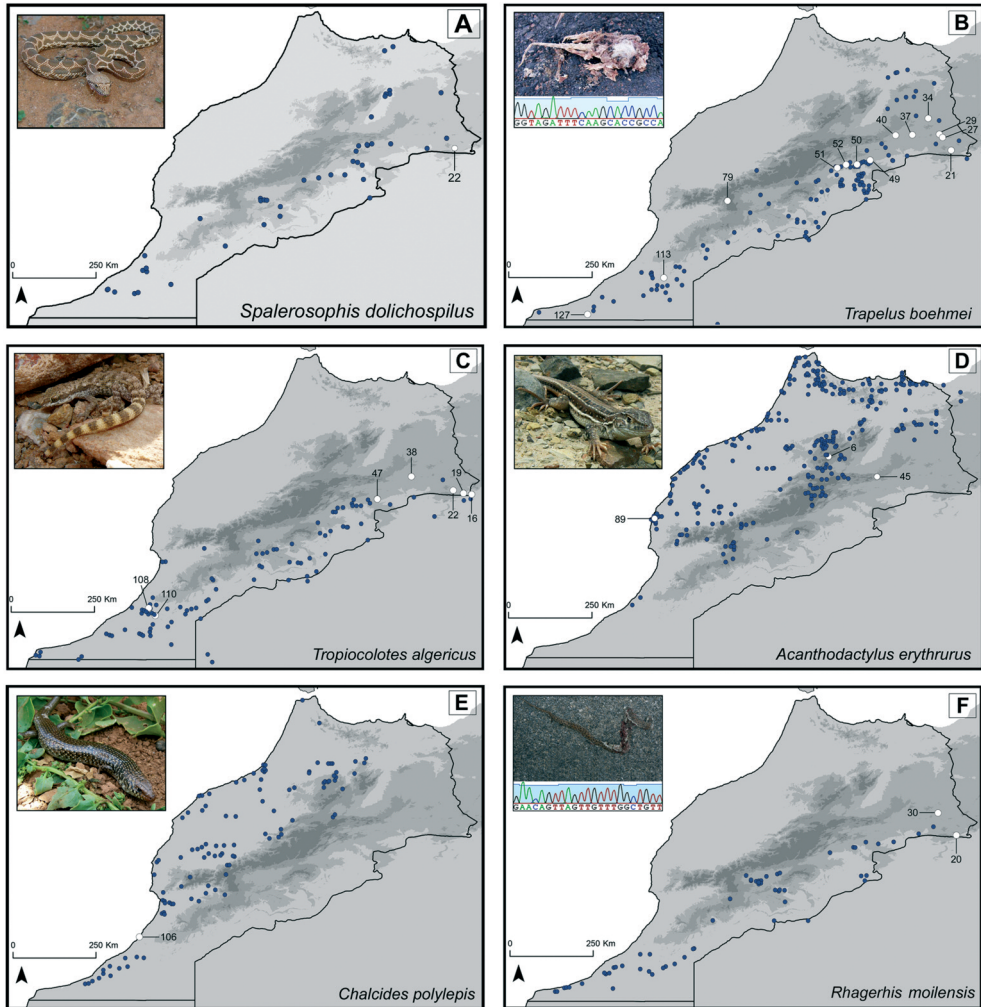 A
22
0
250 Km
Spalerosophis dolichospilus
B
GGTAGATTTCAAGCACCGCCA
34
40
37
29
27
52
50
51
49
21
79
113
0
250 Km
127
Trapelus boehmei
C
38
47
19
22
16
108
110
0
250 Km
Tropiocolotes algericus
D
6
45
89
0
250 Km
Acanthodactylus erythrurus
E
106
0
250 Km
Chalcides polylepis
F
GAACAGTTAGTTGTTTGGCTGTT
30
20
0
250 Km
Rhagerhis moilensis